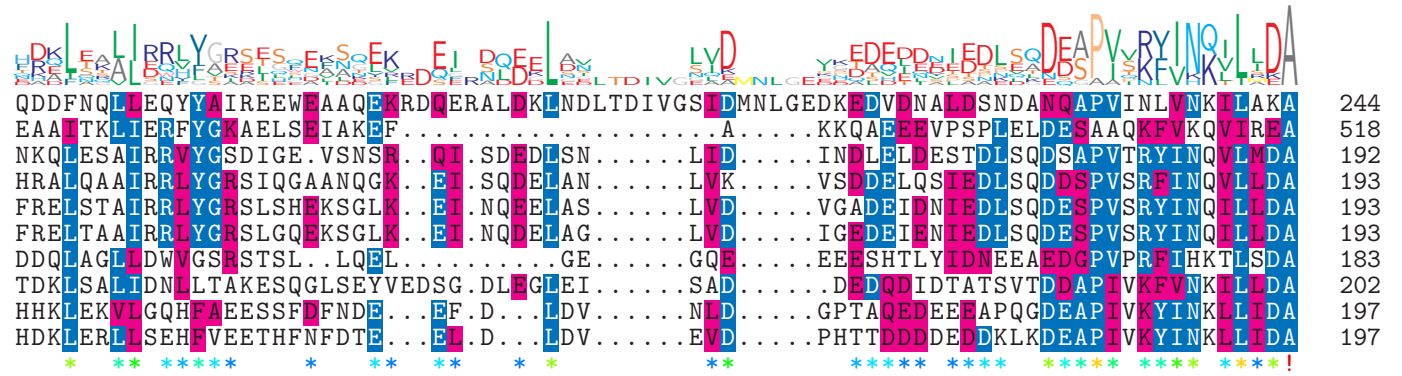 QDDFNQLLEQYYAIREEWEAAQEKRDQERALDKLNDLTDIVGSIDMNLGEDKEDVDNALDSNDANQAPVINLVNKILAKA 244
EAAITKLIERFYGKAELSEIAKEF....................A.....KKQAEEEVPSPLELDESAAQKFVKQVIREA 518
NKQLESAIRRVYGSDIGE.VSNSR..QI.SDEDLSN......LID.....INDLELDESTDLSQDSAPVTRYINQVLMDA 192
HRALQAAIRRLYGRSIQGAANQGK..EI.SQDELAN......LVK.....VSDDELQSIEDLSQDDSPVSRFINQVLLDA 193
FRELSTAIRRLYGRSLSHEKSGLK..EI.NQEELAS......LVD.....VGADEIDNIEDLSQDESPVSRYINQILLDA 193
FRELTAAIRRLYGRSLGQEKSGLK..EI.NQDELAG......LVD.....IGEDEIENIEDLSQDESPVSRYINQILLDA 193
DDQLAGLLDWVGSRSTSL..LQEL..........GE......GQE.....EEESHTLYIDNEEAEDGPVPRFIHKTLSDA 183
TDKLSALIDNLLTAKESQGLSEYVEDSG.DLEGLEI......SAD......DEDQDIDTATSVTDDAPIVKFVNKILLDA 202
HHKLEKVLGQHFAEESSFDFNDE...EF.D...LDV......NLD.....GPTAQEDEEEAPQGDEAPIVKYINKLLIDA 197
HDKLERLLSEHFVEETHFNFDTE...EL.D...LDV......EVD.....PHTTDDDDEDDKLKDEAPIVKYINKLLIDA 197
* ** ***** * ** ** * * ** ***** **** ***** **** ****!